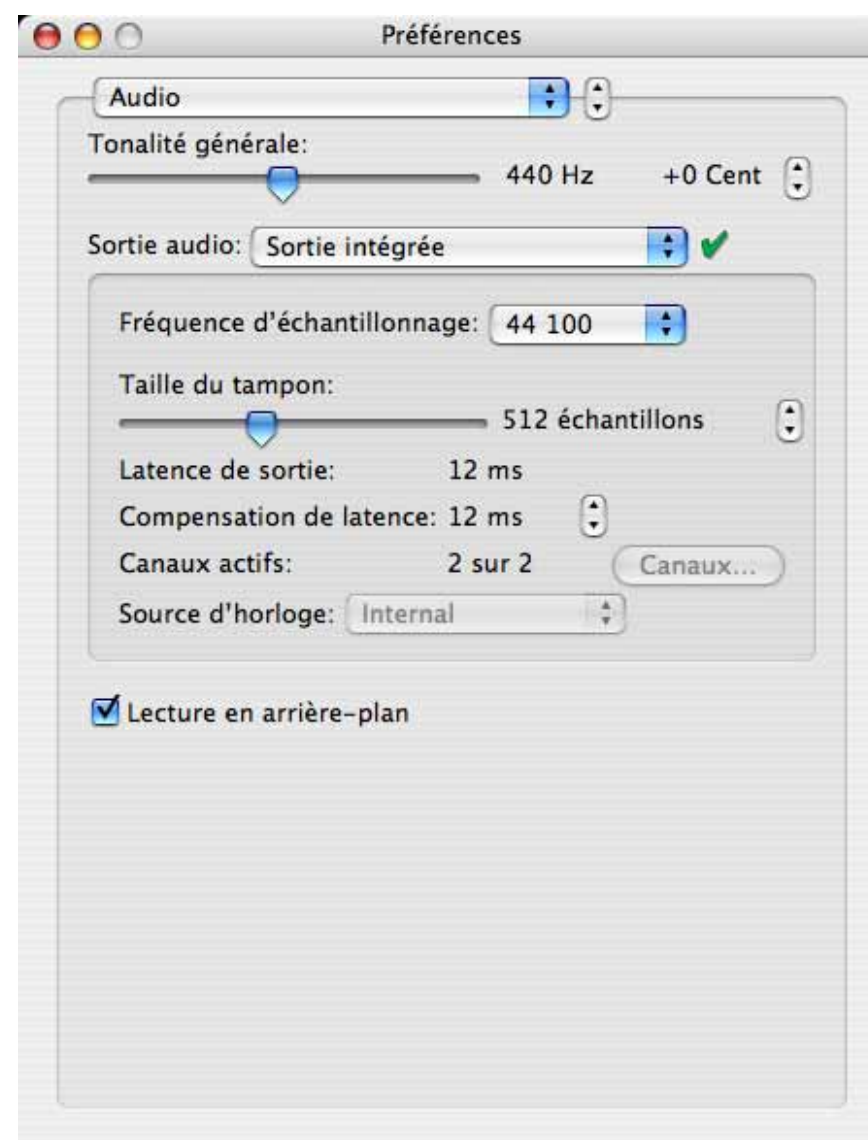 Préférences
Audio
Tonalité générale:
440 Hz +0 Cent
Sortie audio: Sortie intégrée
Fréquence d'échantillonnage: 44 100
Taille du tampon:
512 échantillons
Latence de sortie: 12 ms
Compensation de latence: 12 ms
Canaux actifs: 2 sur 2 Canaux...
Source d'horloge: Internal
Lecture en arrière-plan